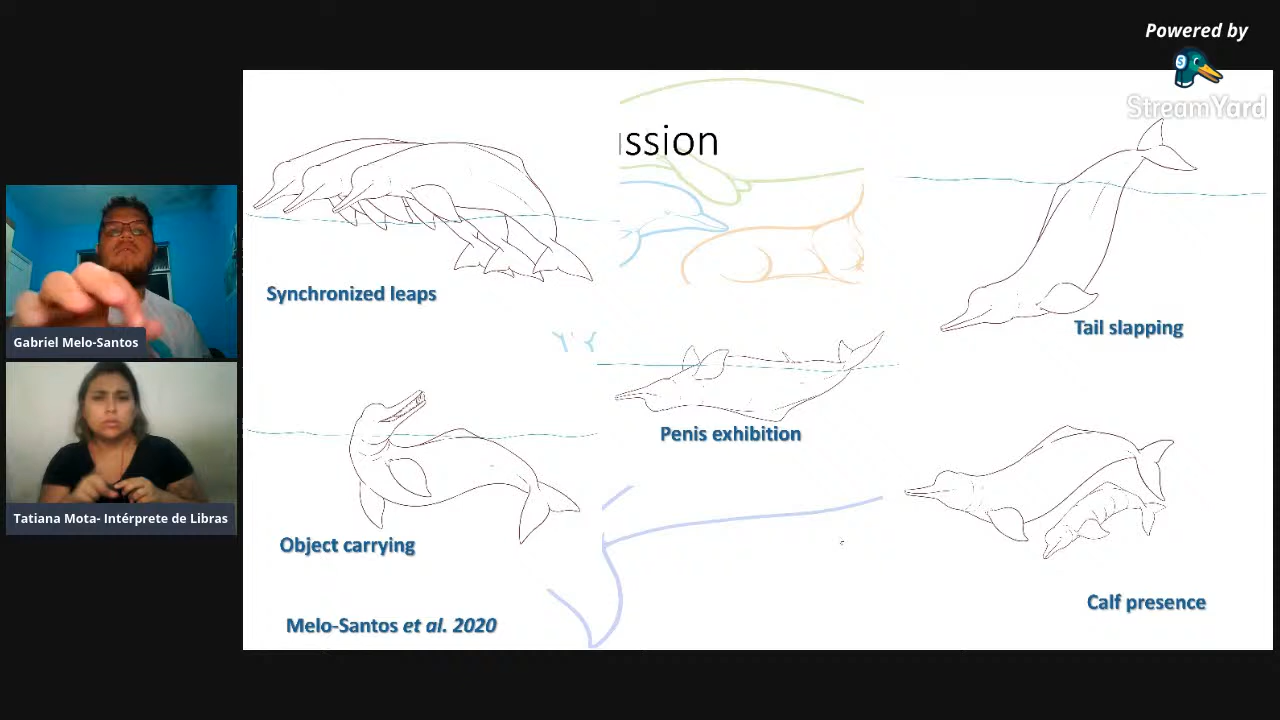 Powered by
StreamYard
ssion
Synchronized leaps
Tail slapping
Gabriel Melo-Santos
Penis exhibition
Tatiana Mota- Intérprete de Libras
Object carrying
Calf presence
Melo-Santos et al. 2020